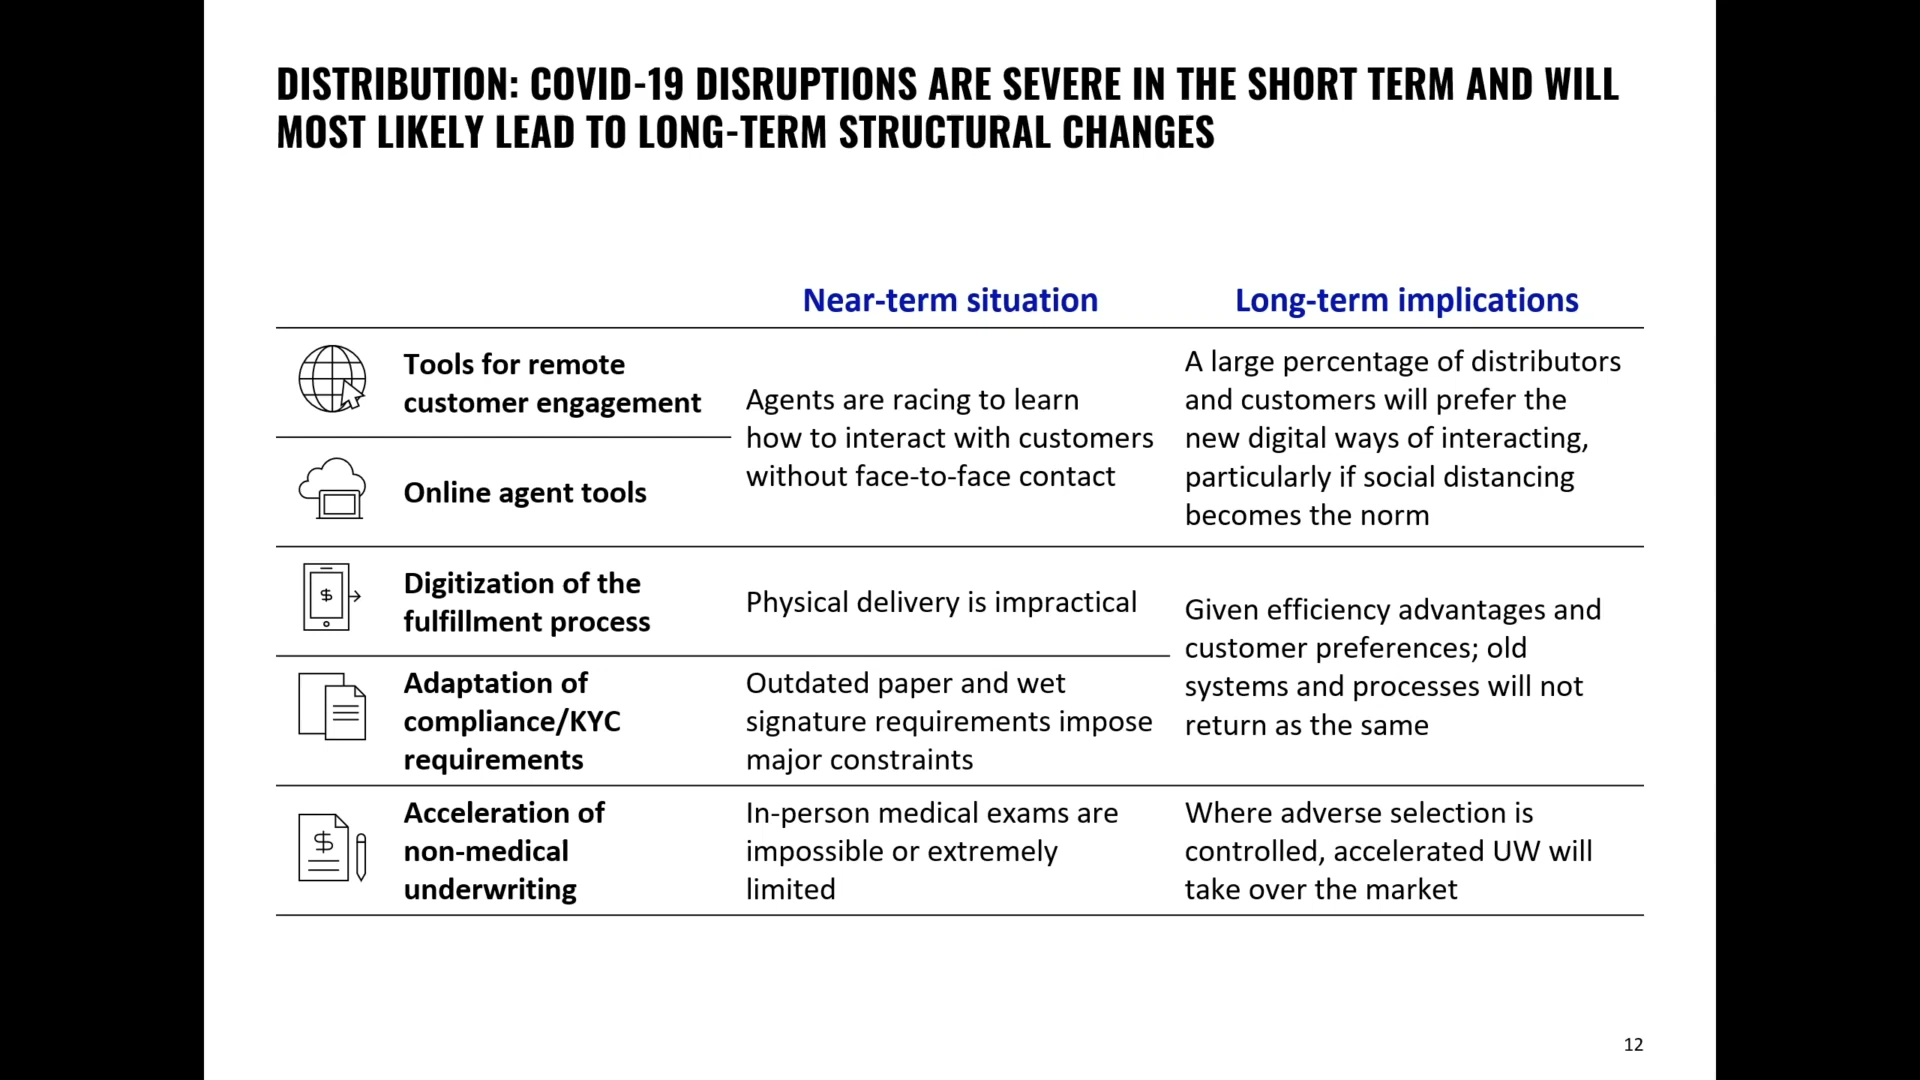 DISTRIBUTION: COVID-19 DISRUPTIONS ARE SEVERE IN THE SHORT TERM AND WILL
MOST LIKELY LEAD TO LONG-TERM STRUCTURAL CHANGES
Near-term situation
Long-term implications
Tools for remote
customer engagement
Online agent tools
Agents are racing to learn
how to interact with customers
without face-to-face contact
A large percentage of distributors
and customers will prefer the
new digital ways of interacting,
particularly if social distancing
becomes the norm
$
Digitization of the
fulfillment process
Physical delivery is impractical
Adaptation of
compliance/KYC
requirements
Outdated paper and wet
signature requirements impose
major constraints
Given efficiency advantages and
customer preferences; old
systems and processes will not
return as the same
$
Acceleration of
non-medical
underwriting
In-person medical exams are
impossible or extremely
limited
Where adverse selection is
controlled, accelerated UW will
take over the market
12